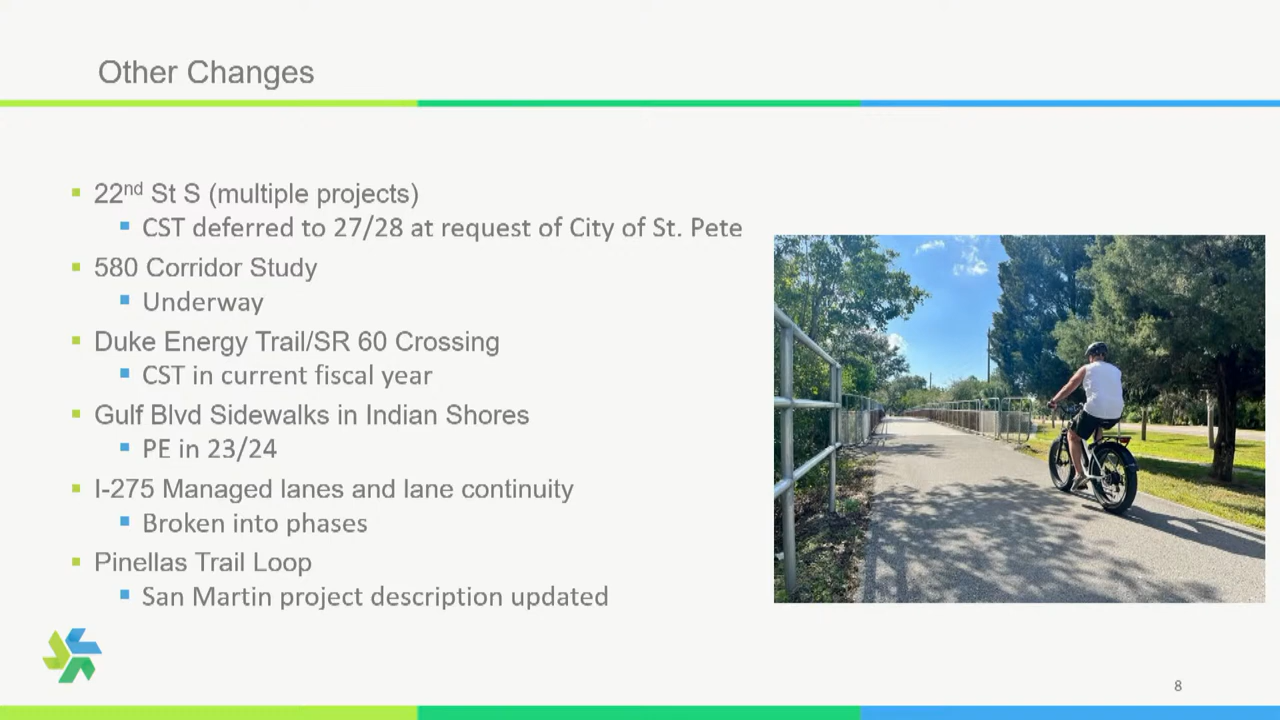 Other Changes
22nd St S (multiple projects)
CST deferred to 27/28 at request of City of St. Pete
580 Corridor Study
Underway
Duke Energy Trail/SR 60 Crossing
CST in current fiscal year
Gulf Blvd Sidewalks in Indian Shores
PE in 23/24
I-275 Managed lanes and lane continuity
Broken into phases
Pinellas Trail Loop
San Martin project description updated
8